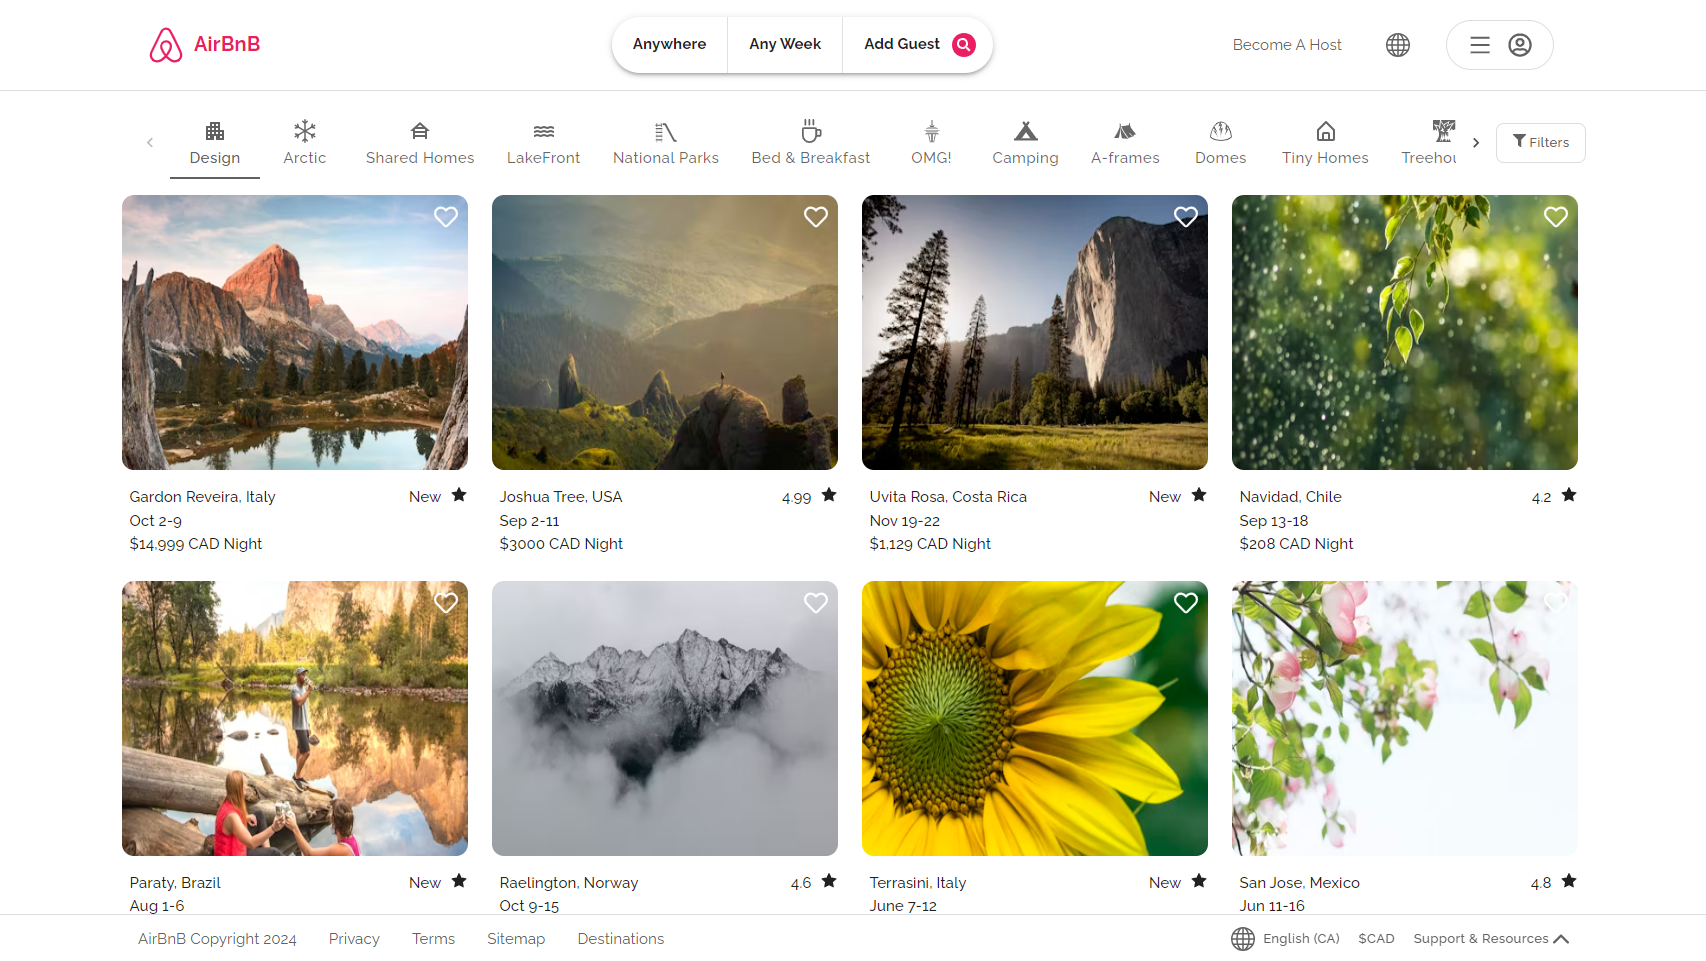 AirBnB
Anywhere
Any Week
Add Guest
Become A Host
Design
Arctic
Shared Homes
LakeFront
National Parks
Bed & Breakfast
OMG!
Camping
A-frames
Domes
Tiny Homes
Treehou
Filters
Gardon Reveira, Italy New
Oct 2-9
$14,999 CAD Night
Joshua Tree, USA 4.99
Sep 2-11
$3000 CAD Night
Uvita Rosa, Costa Rica New
Nov 19-22
$1,129 CAD Night
Navidad, Chile 4.2
Sep 13-18
$208 CAD Night
Paraty, Brazil New
Aug 1-6
Raelington, Norway 4.6
Oct 9-15
Terrasini, Italy New
June 7-12
San Jose, Mexico 4.8
Jun 11-16
AirBnB Copyright 2024
Privacy
Terms
Sitemap
Destinations
English (CA)
$CAD
Support & Resources